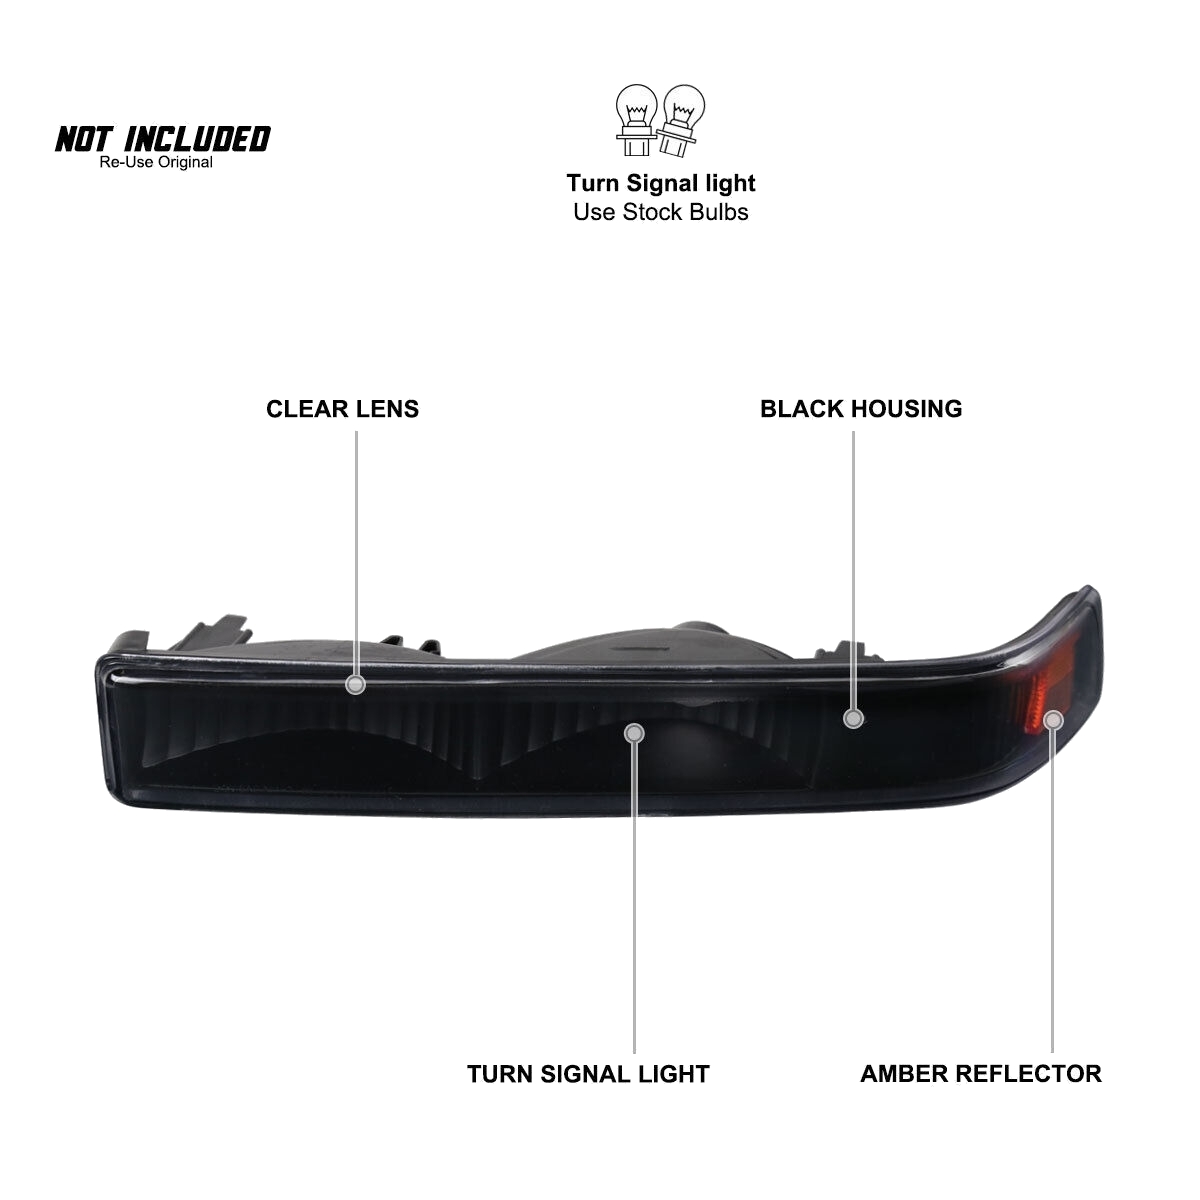 NOT INCLUDED
Re-Use Original
Turn Signal light
Use Stock Bulbs
CLEAR LENS
BLACK HOUSING
TURN SIGNAL LIGHT
AMBER REFLECTOR